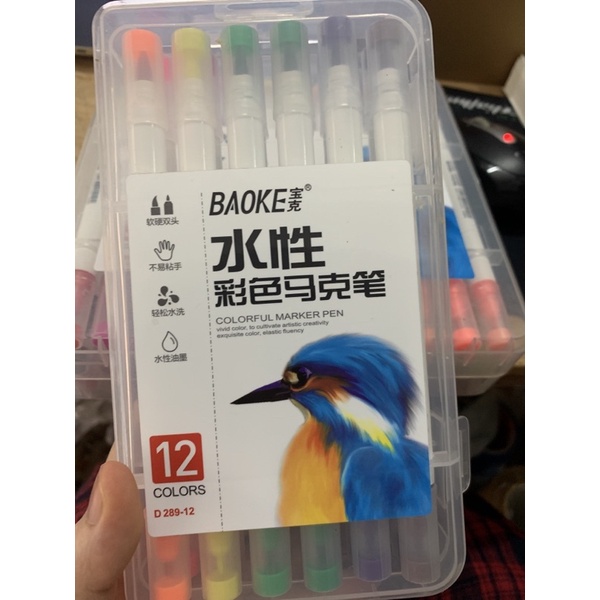 BAOKE宝克®
水性
彩色马克笔
COLORFUL MARKER PEN
vivid color, to cultivate artistic creativity
exquisite color, elastic fluency
软硬双头
不易粘手
轻松水洗
水性油墨
12
COLORS
D 289-12